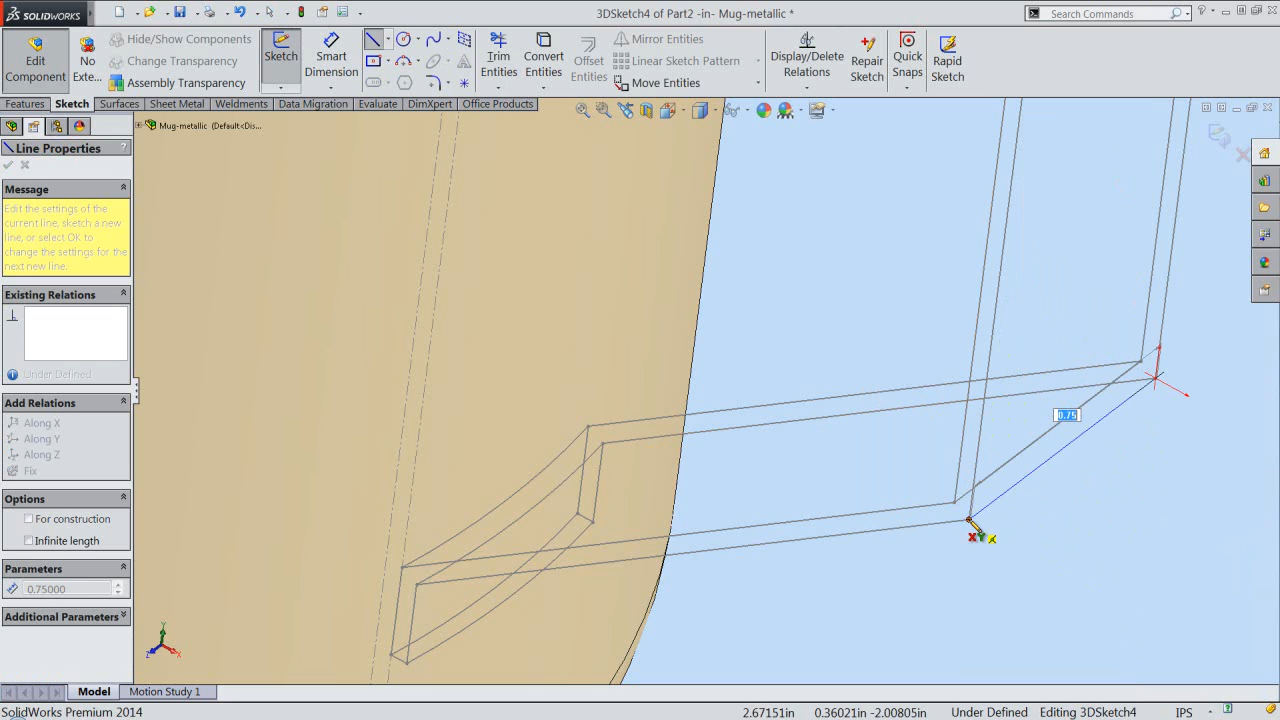 SOLIDWORKS
3DSketch4 of Part2 -in- Mug-metallic *
Search Commands
Edit Component
No Exte...
Hide/Show Components
Change Transparency
Assembly Transparency
Sketch
Smart Dimension
Trim Entities
Convert Entities
Offset Entities
Mirror Entities
Linear Sketch Pattern
Move Entities
Display/Delete Relations
Repair Sketch
Quick Snaps
Rapid Sketch
Features
Sketch
Surfaces
Sheet Metal
Weldments
Data Migration
Evaluate
DimXpert
Office Products
Mug-metallic (Default<Dis...
Line Properties
?
Message
Edit the settings of the
current line, sketch a new
line, or select OK to
change the settings for the
next new line.
Existing Relations
Under Defined
Add Relations
Along X
Along Y
Along Z
Fix
Options
For construction
Infinite length
Parameters
0.75000
Additional Parameters
0.75
Y
Z
X
Model
Motion Study 1
SolidWorks Premium 2014
2.67151in
0.36021in -2.00805in
Under Defined
Editing 3DSketch4
IPS